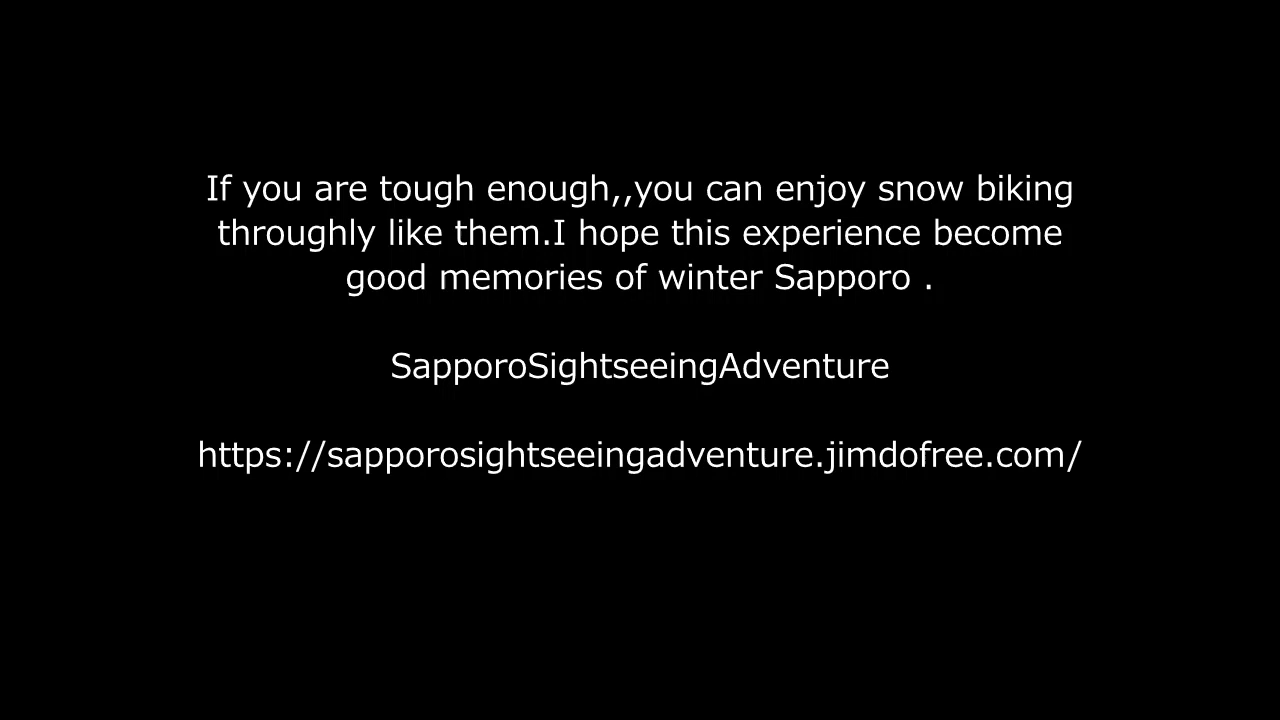 If you are tough enough,,you can enjoy snow biking
throughly like them.I hope this experience become
good memories of winter Sapporo .
SapporoSightseeingAdventure
https://sapporosightseeingadventure.jimdofree.com/